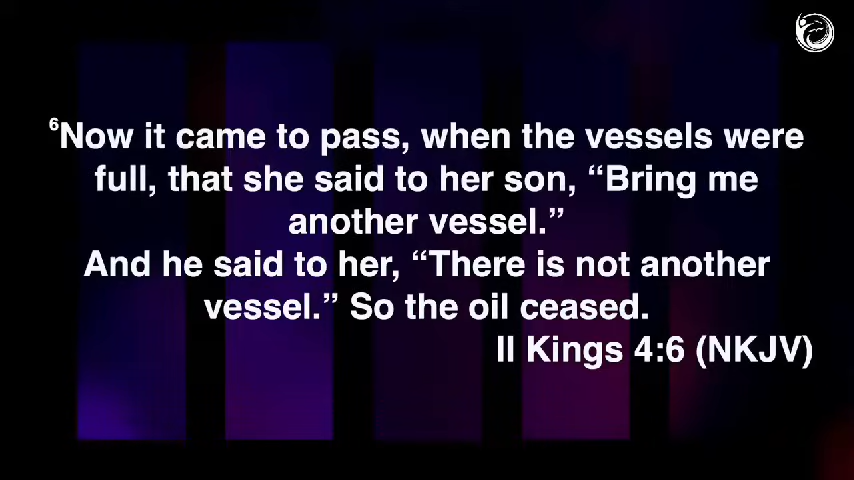 ⁶Now it came to pass, when the vessels were
full, that she said to her son, “Bring me
another vessel.”
And he said to her, “There is not another
vessel.” So the oil ceased.
II Kings 4:6 (NKJV)